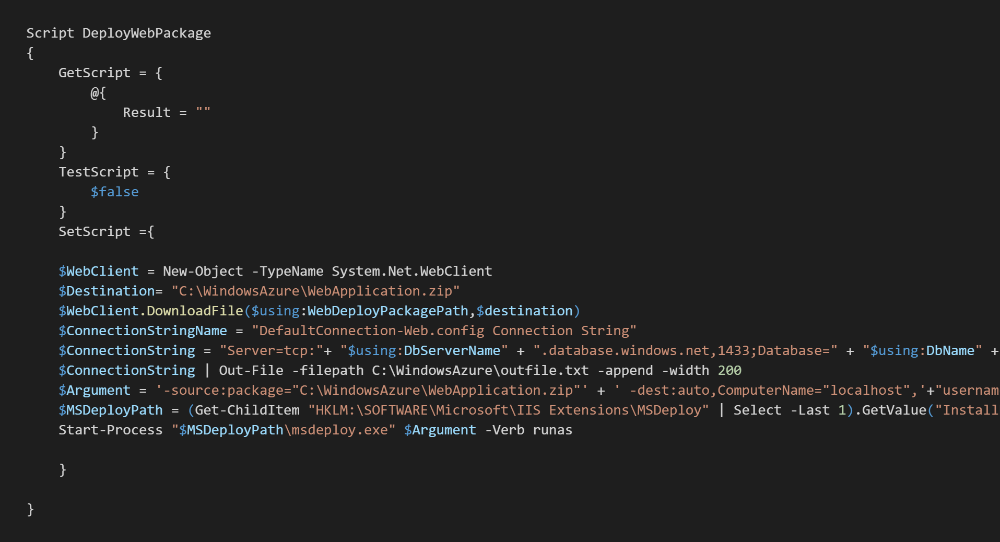 Script DeployWebPackage
{
    GetScript = {
        @{
            Result = ""
        }
    }
    TestScript = {
        $false
    }
    SetScript ={

    $WebClient = New-Object -TypeName System.Net.WebClient
    $Destination= "C:\WindowsAzure\WebApplication.zip"
    $WebClient.DownloadFile($using:WebDeployPackagePath,$destination)
    $ConnectionStringName = "DefaultConnection-Web.config Connection String"
    $ConnectionString = "Server=tcp:"+ "$using:DbServerName" + ".database.windows.net,1433;Database=" + "$using:DbName" +
    $ConnectionString | Out-File -filepath C:\WindowsAzure\outfile.txt -append -width 200
    $Argument = '-source:package="C:\WindowsAzure\WebApplication.zip"' + ' -dest:auto,ComputerName="localhost",'+"usernam
    $MSDeployPath = (Get-ChildItem "HKLM:\SOFTWARE\Microsoft\IIS Extensions\MSDeploy" | Select -Last 1).GetValue("Install
    Start-Process "$MSDeployPath\msdeploy.exe" $Argument -Verb runas

    }

}